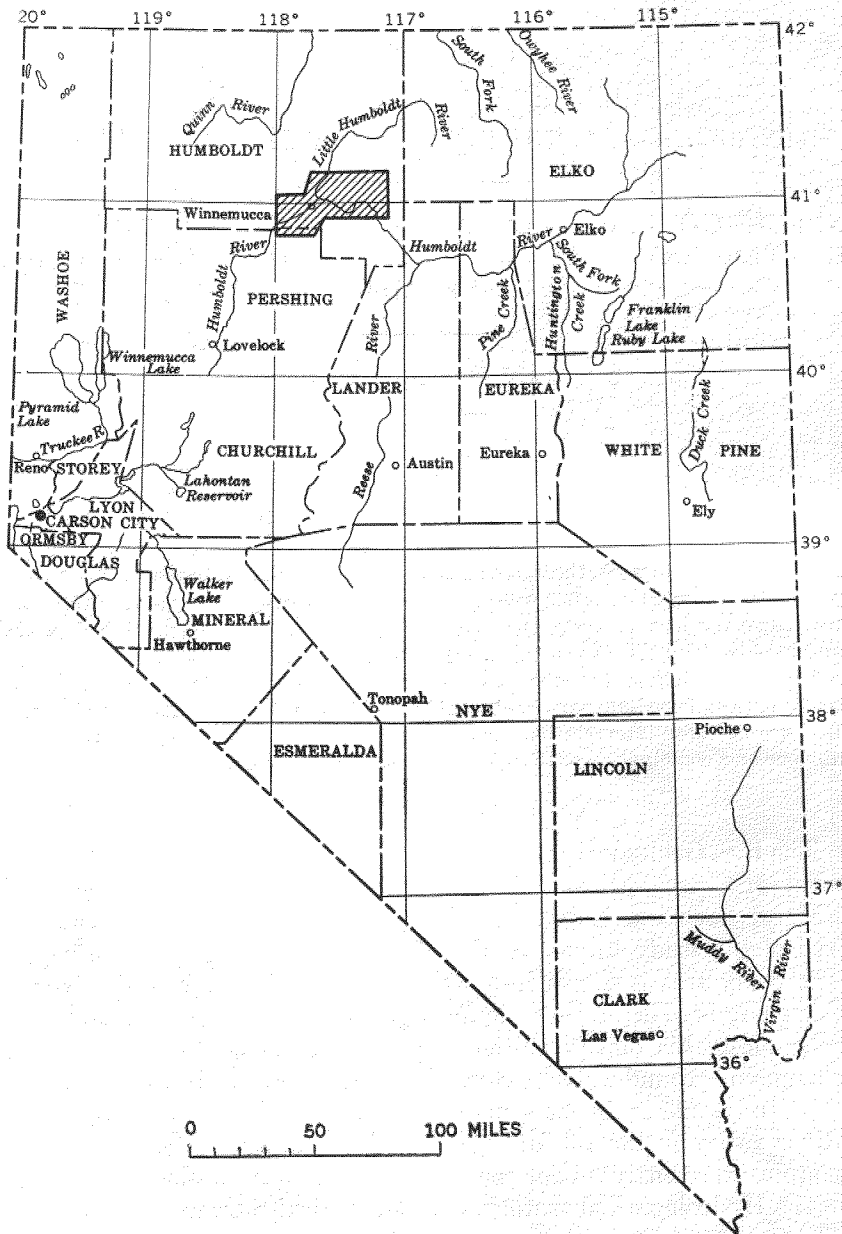 120° 119° 118° 117° 116° 115°
42°
Quinn River
Little Humboldt River
South Fork
Owyhee River
HUMBOLDT
ELKO
41°
Winnemucca
Humboldt River
Humboldt River
Elko
South Fork
WASHOE
PERSHING
Lovelock
Winnemucca
Lake
Pine Creek
Huntington
Creek
Franklin
Lake
Ruby Lake
40°
Pyramid
Lake
Truckee R
Reno
STOREY
CHURCHILL
Lahontan
Reservoir
LANDER
Reese River
Austin
EUREKA
Eureka
WHITE PINE
Duck Creek
Ely
LYON
CARSON CITY
ORMSBY
DOUGLAS
39°
Walker
Lake
MINERAL
Hawthorne
Tonopah
NYE
38°
Pioche
ESMERALDA
LINCOLN
37°
Muddy River
Virgin River
CLARK
Las Vegas
36°
0 50 100 MILES